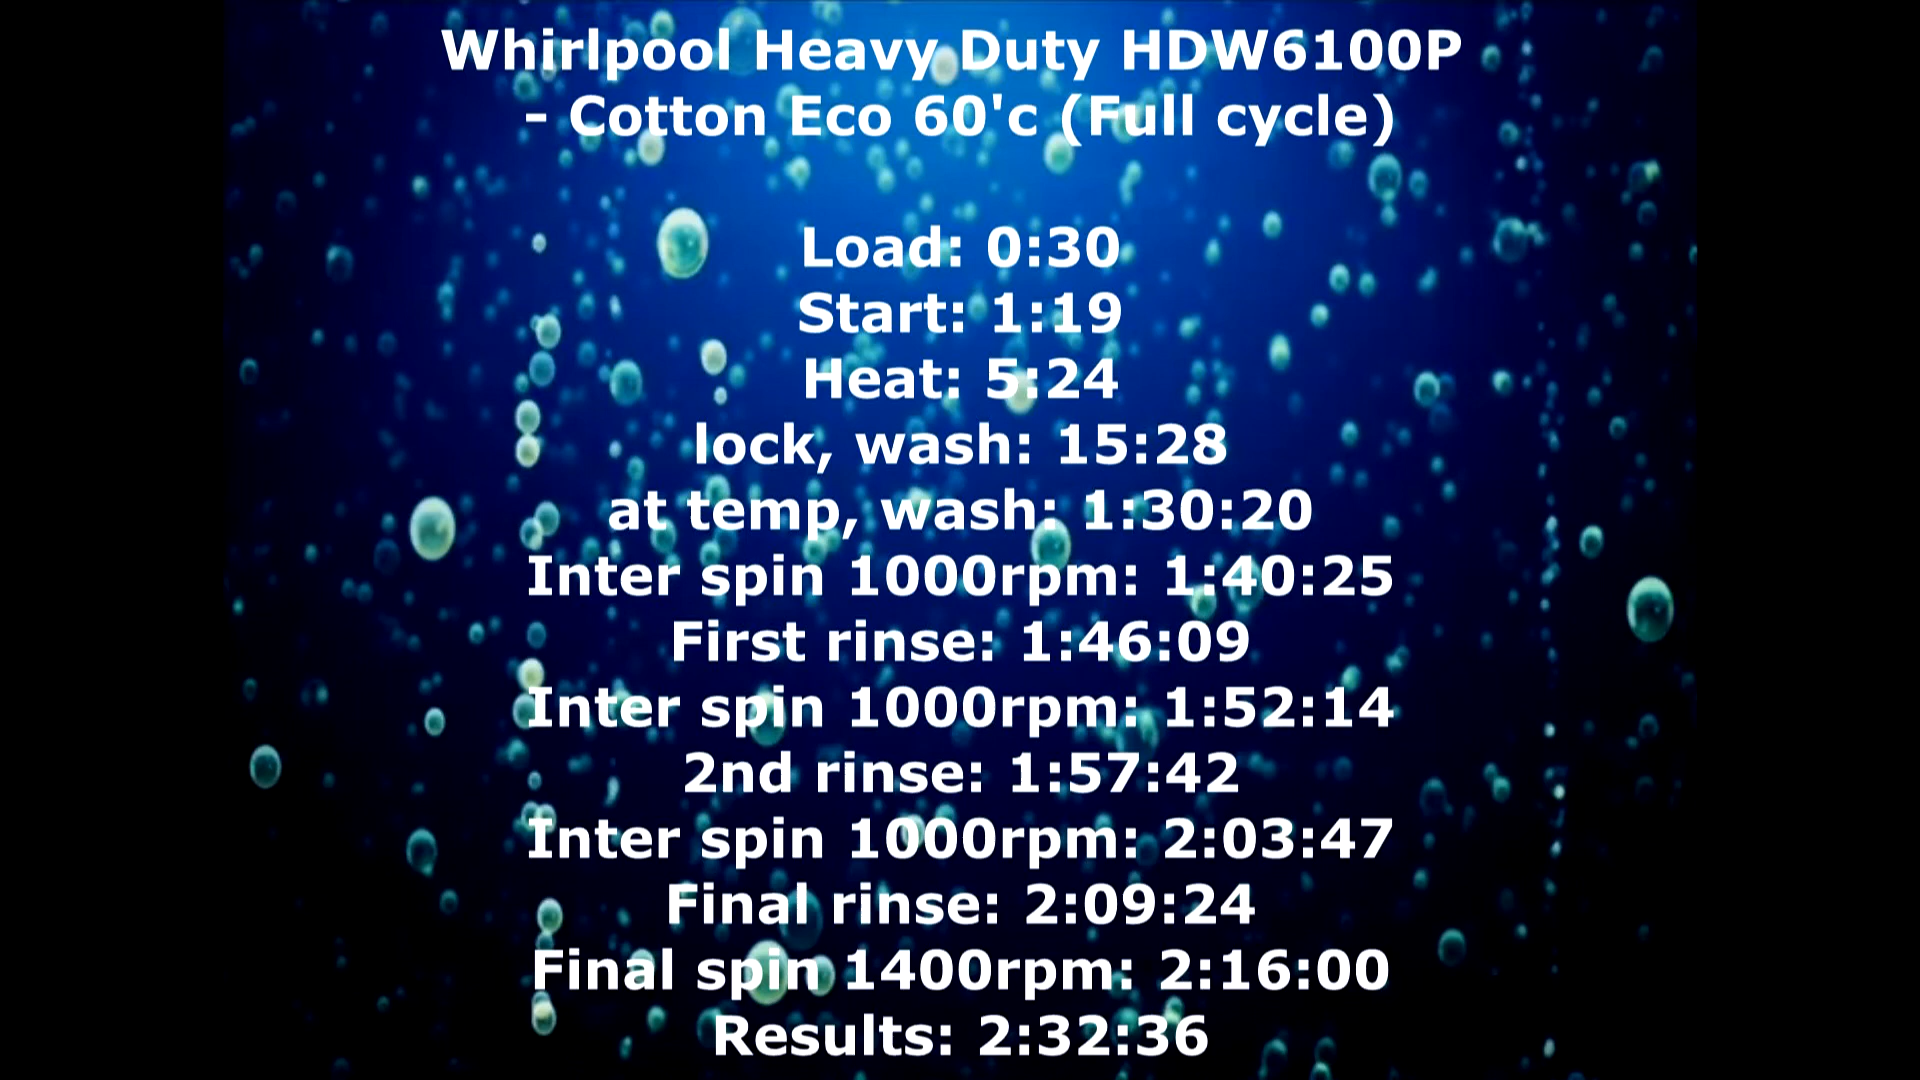 Whirlpool Heavy Duty HDW6100P
- Cotton Eco 60'c (Full cycle)
Load: 0:30
Start: 1:19
Heat: 5:24
lock, wash: 15:28
at temp, wash: 1:30:20
Inter spin 1000rpm: 1:40:25
First rinse: 1:46:09
Inter spin 1000rpm: 1:52:14
2nd rinse: 1:57:42
Inter spin 1000rpm: 2:03:47
Final rinse: 2:09:24
Final spin 1400rpm: 2:16:00
Results: 2:32:36